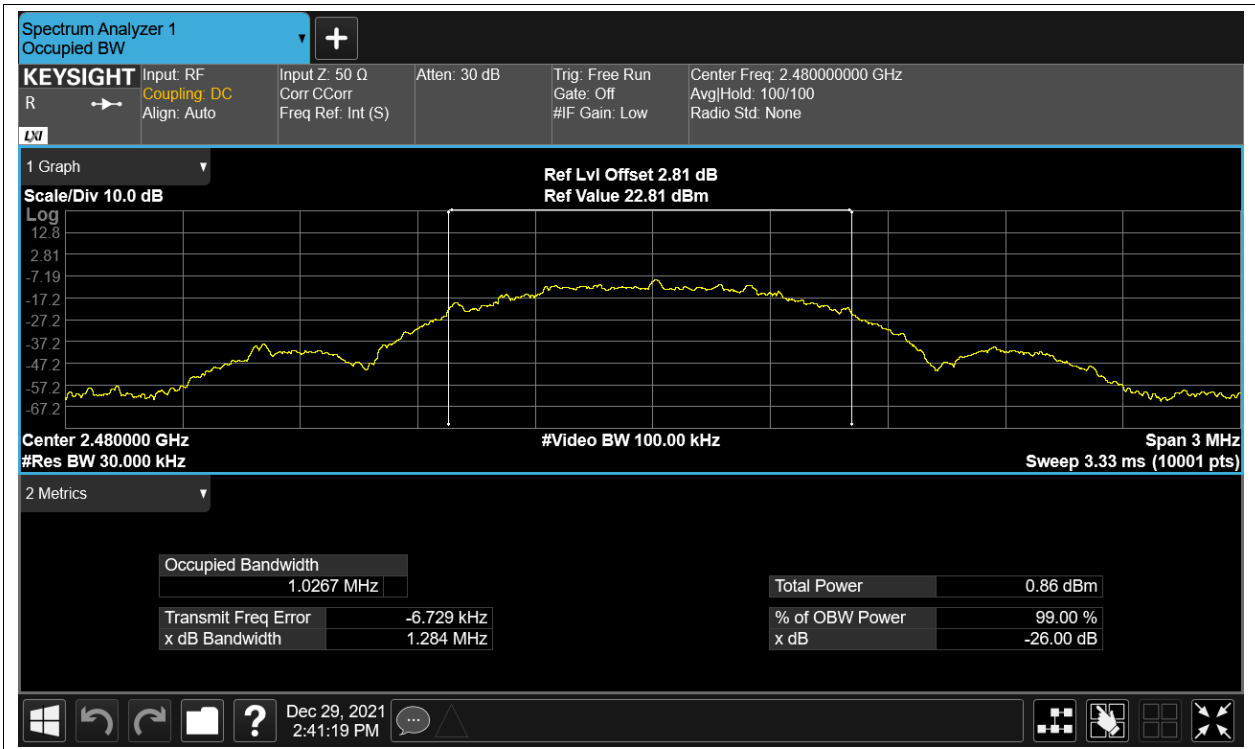 Spectrum Analyzer 1
Occupied BW
KEYSIGHT Input: RF Input Z: 50 Ω Atten: 30 dB Trig: Free Run Center Freq: 2.480000000 GHz
R Coupling: DC Corr CCorr Gate: Off Avg|Hold: 100/100
Align: Auto Freq Ref: Int (S) #IF Gain: Low Radio Std: None
LXI
1 Graph
Ref Lvl Offset 2.81 dB
Scale/Div 10.0 dB Ref Value 22.81 dBm
Log
12.8
2.81
-7.19
-17.2
-27.2
-37.2
-47.2
-57.2
-67.2
Center 2.480000 GHz #Video BW 100.00 kHz Span 3 MHz
#Res BW 30.000 kHz Sweep 3.33 ms (10001 pts)
2 Metrics
Occupied Bandwidth
1.0267 MHz Total Power 0.86 dBm
Transmit Freq Error -6.729 kHz % of OBW Power 99.00 %
x dB Bandwidth 1.284 MHz x dB -26.00 dB
? Dec 29, 2021
2:41:19 PM